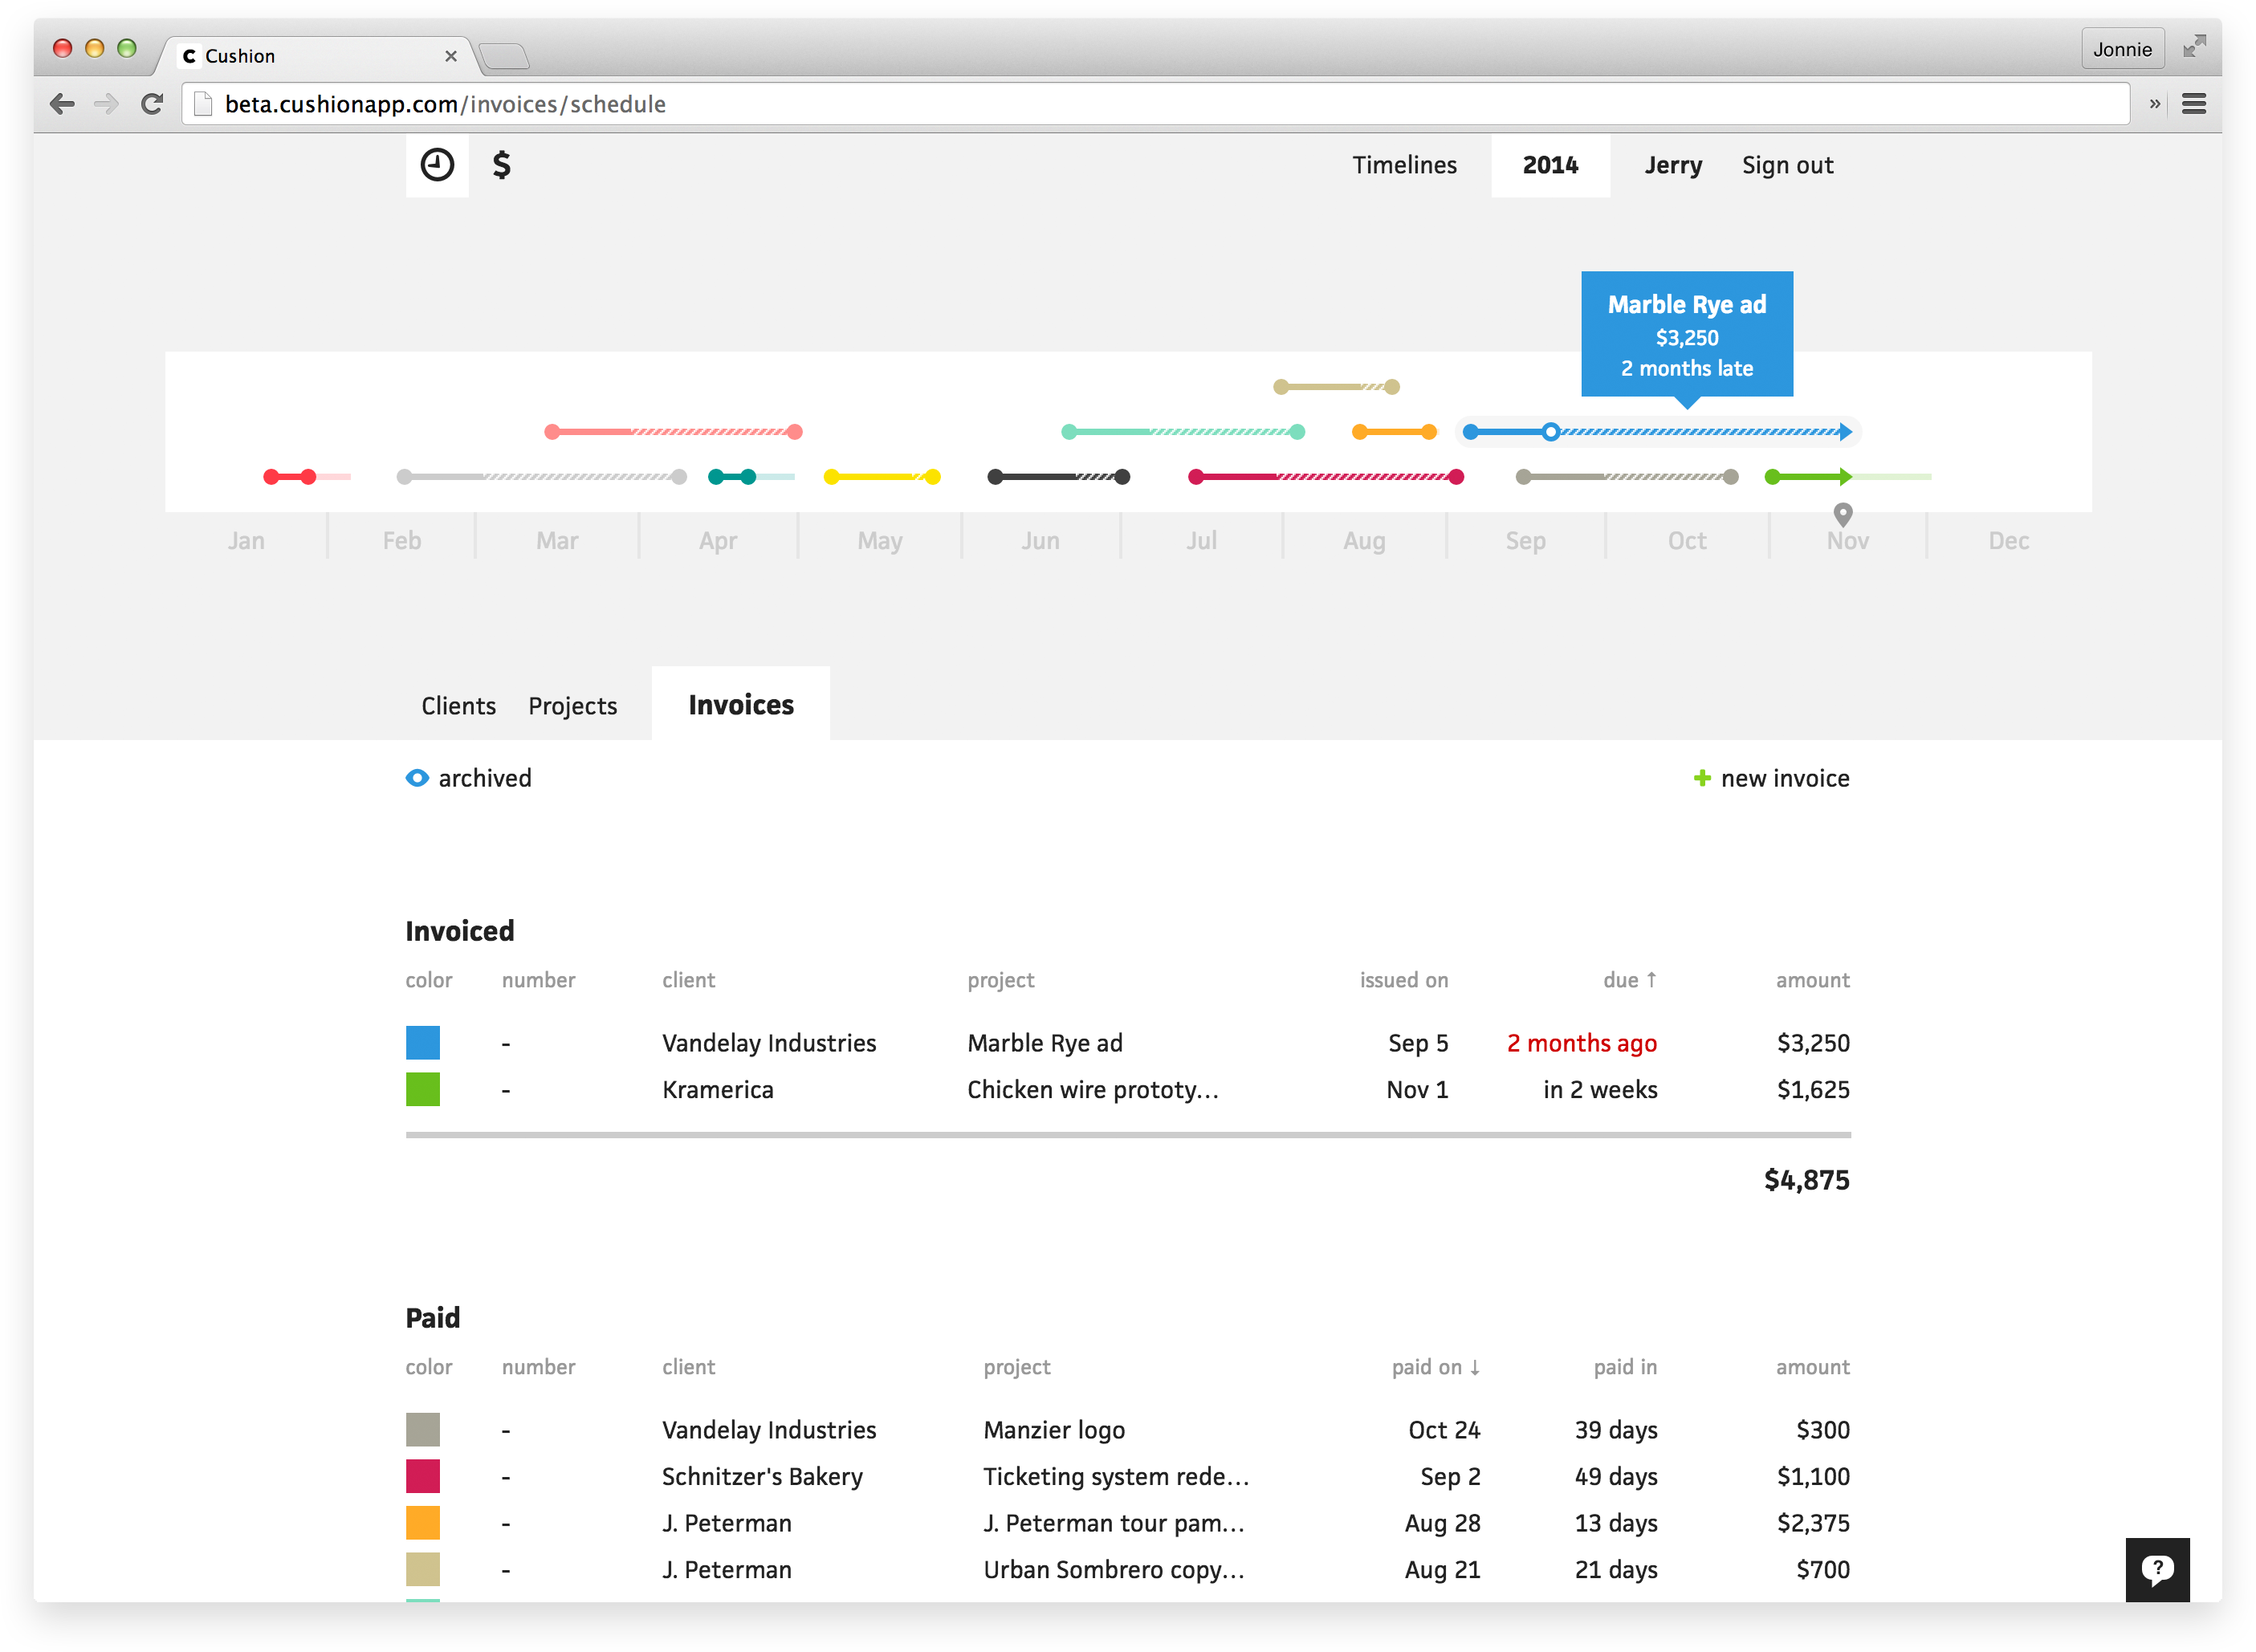 Cushion
Jonnie
beta.cushionapp.com/invoices/schedule
$ Timelines 2014 Jerry Sign out
Marble Rye ad
$3,250
2 months late
Jan Feb Mar Apr May Jun Jul Aug Sep Oct Nov Dec
Clients Projects Invoices
archived + new invoice
Invoiced
color number client project issued on due ↑ amount
- Vandelay Industries Marble Rye ad Sep 5 2 months ago $3,250
- Kramerica Chicken wire prototy... Nov 1 in 2 weeks $1,625
$4,875
Paid
color number client project paid on ↓ paid in amount
- Vandelay Industries Manzier logo Oct 24 39 days $300
- Schnitzer's Bakery Ticketing system rede... Sep 2 49 days $1,100
- J. Peterman J. Peterman tour pam... Aug 28 13 days $2,375
- J. Peterman Urban Sombrero copy... Aug 21 21 days $700
?